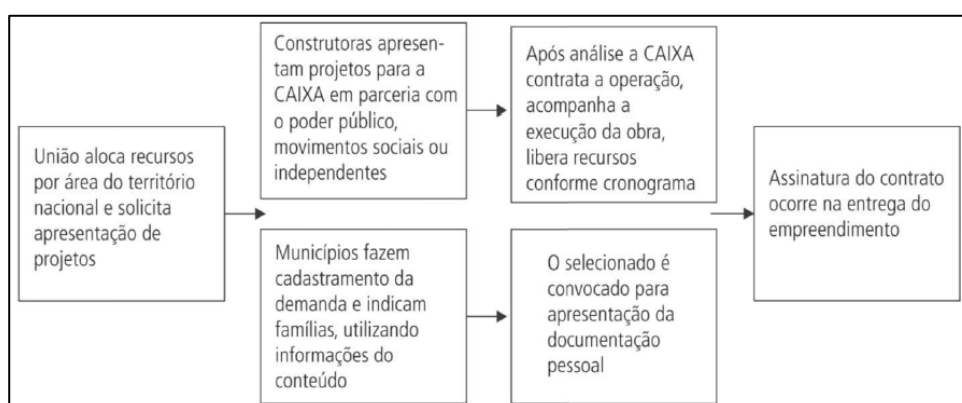 União aloca recursos
por área do território
nacional e solicita
apresentação de
projetos
Construtoras apresen-
tam projetos para a
CAIXA em parceria com
o poder público,
movimentos sociais ou
independentes
Após análise a CAIXA
contrata a operação,
acompanha a
execução da obra,
libera recursos
conforme cronograma
Municípios fazem
cadastramento da
demanda e indicam
famílias, utilizando
informações do
conteúdo
O selecionado é
convocado para
apresentação da
documentação
pessoal
Assinatura do contrato
ocorre na entrega do
empreendimento